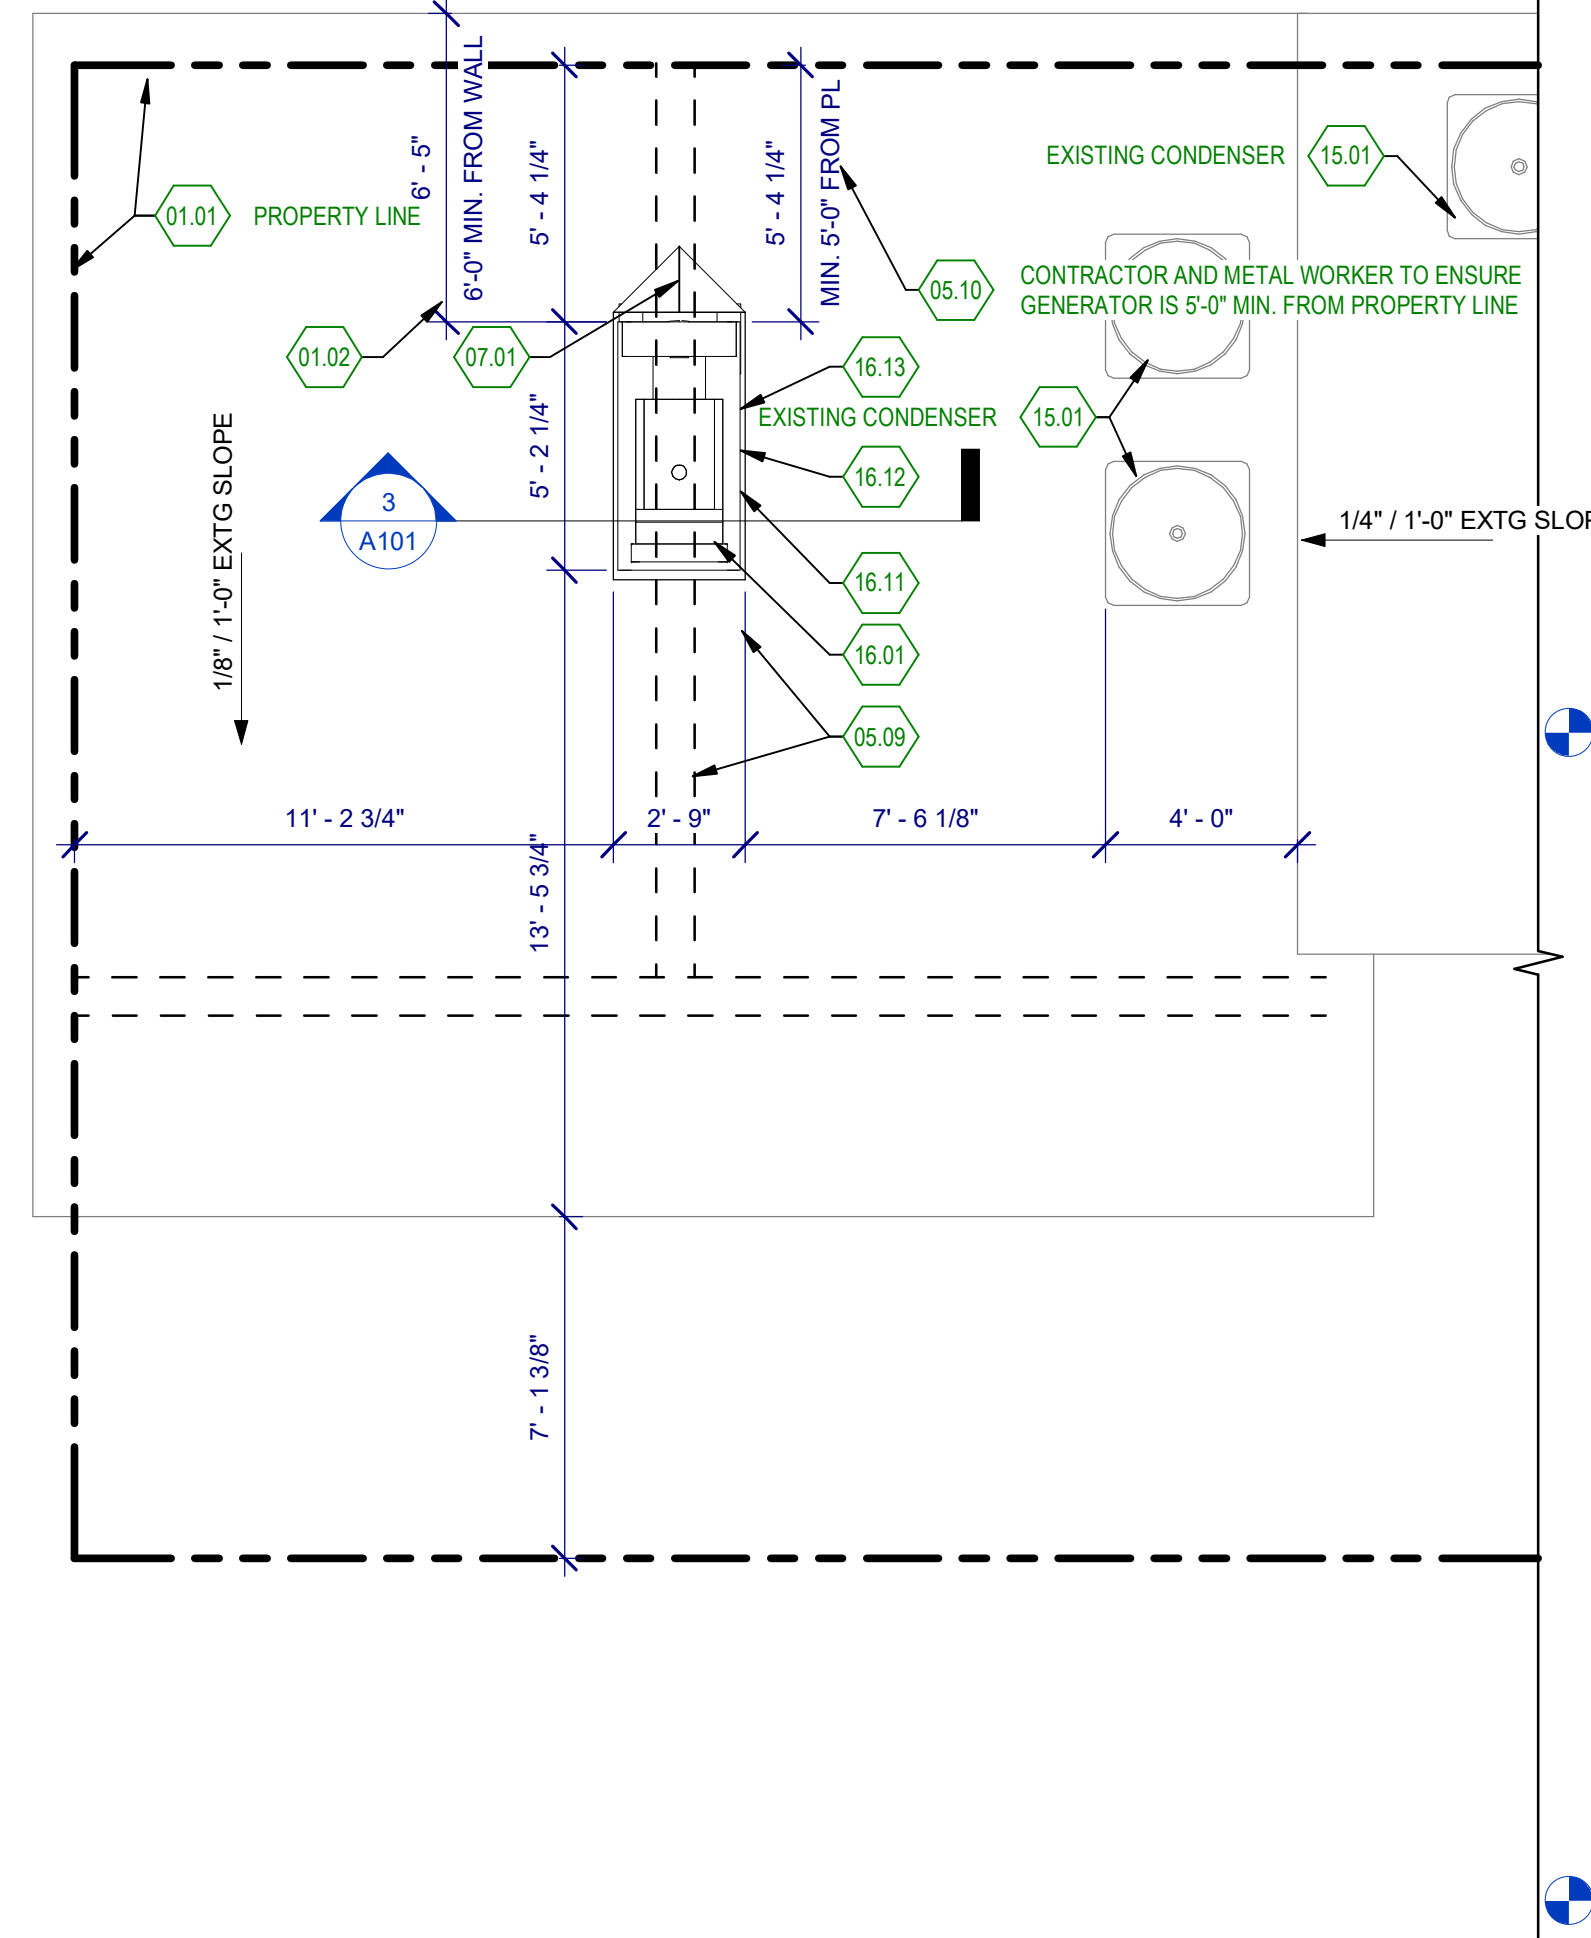 6' - 5"
6'-0" MIN. FROM WALL
5' - 4 1/4"
5' - 4 1/4"
MIN. 5'-0" FROM PL
EXISTING CONDENSER
15.01
01.01
PROPERTY LINE
05.10
CONTRACTOR AND METAL WORKER TO ENSURE
GENERATOR IS 5'-0" MIN. FROM PROPERTY LINE
01.02
07.01
16.13
EXISTING CONDENSER
15.01
5' - 2 1/4"
16.12
1/8" / 1'-0" EXTG SLOPE
3
A101
1/4" / 1'-0" EXTG SLOP
16.11
16.01
05.09
11' - 2 3/4"
2' - 9"
7' - 6 1/8"
4' - 0"
13' - 5 3/4"
7' - 1 3/8"